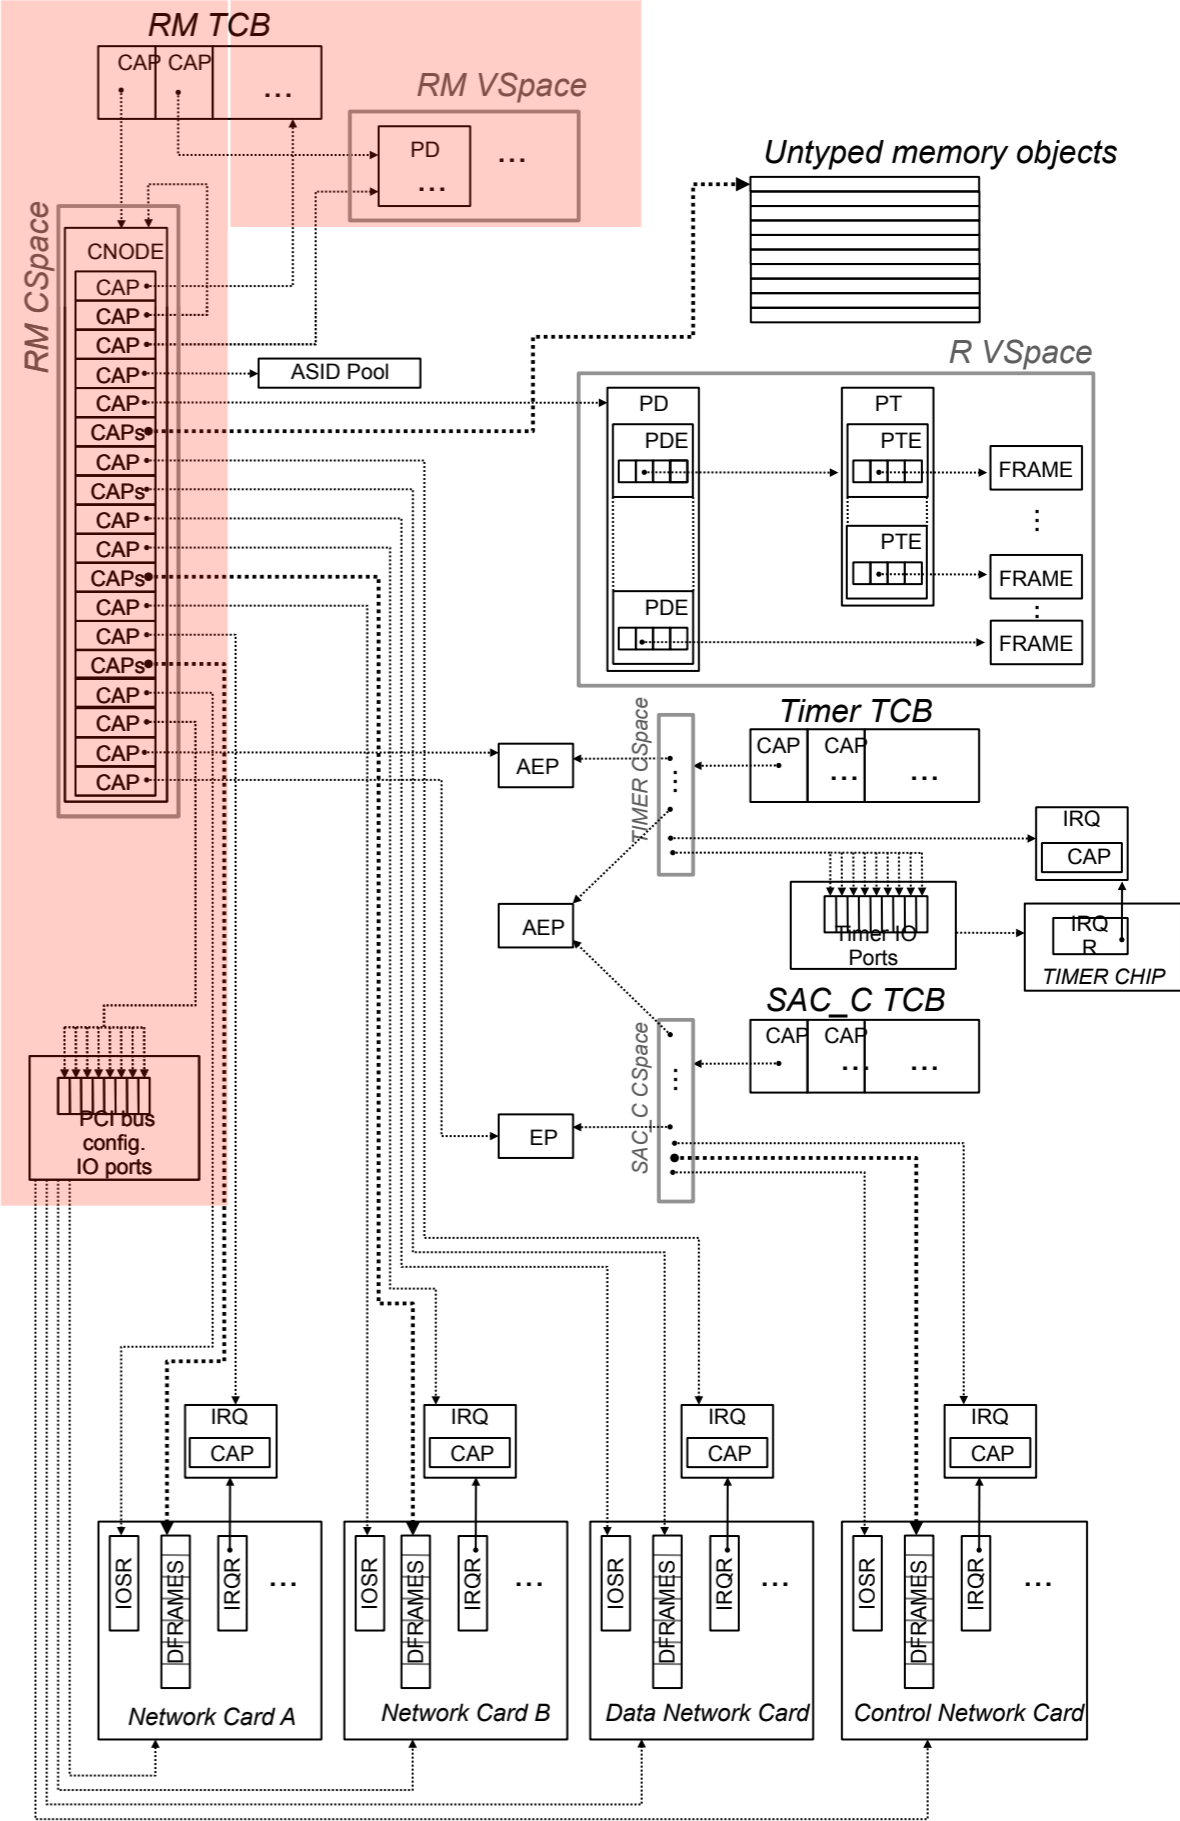 RM TCB
CAP CAP
...
RM VSpace
PD
...
...
Untyped memory objects
RM CSpace
CNODE
CAP
CAP
CAP
CAP
CAP
CAPs
CAP
CAPs
CAP
CAP
CAPs
CAP
CAP
CAPs
CAP
CAP
CAP
CAP
ASID Pool
R VSpace
PD
PDE
PDE
PT
PTE
PTE
FRAME
FRAME
FRAME
Timer TCB
CAP CAP
...
...
TIMER CSpace
AEP
AEP
IRQ
CAP
Timer IO
Ports
IRQ
R
TIMER CHIP
SAC_C TCB
CAP CAP
...
...
SAC_C CSpace
EP
PCI bus
config.
IO ports
IRQ
CAP
IRQ
CAP
IRQ
CAP
IRQ
CAP
IOSR
DFRAMES
IRQR
...
Network Card A
IOSR
DFRAMES
IRQR
...
Network Card B
IOSR
DFRAMES
IRQR
...
Data Network Card
IOSR
DFRAMES
IRQR
...
Control Network Card